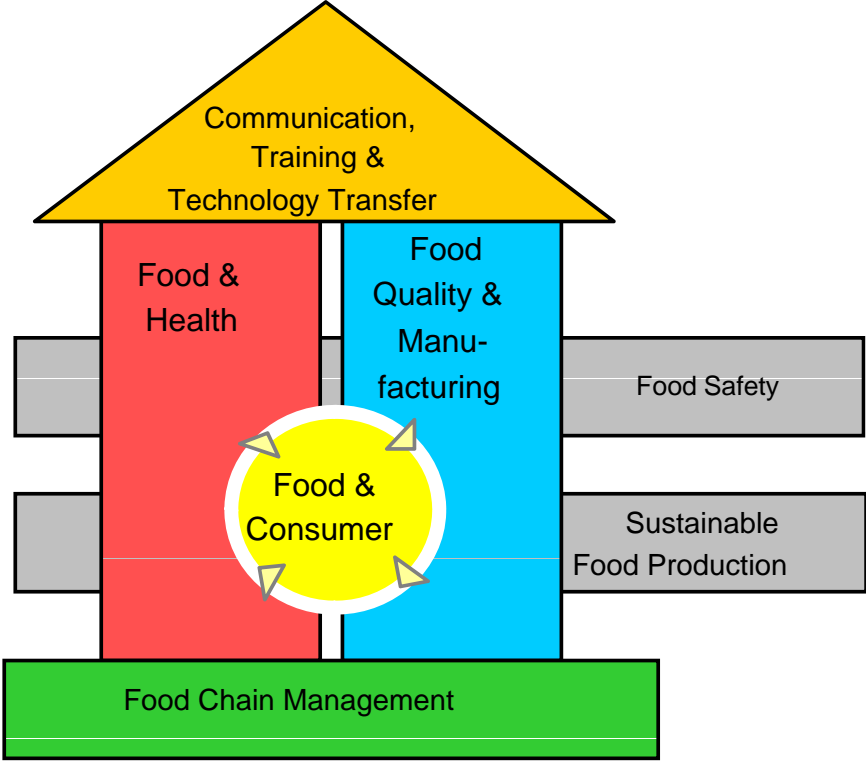 Communication,
Training &
Technology Transfer
Food &
Health
Food
Quality &
Manu-
facturing
Food Safety
Food &
Consumer
Sustainable
Food Production
Food Chain Management